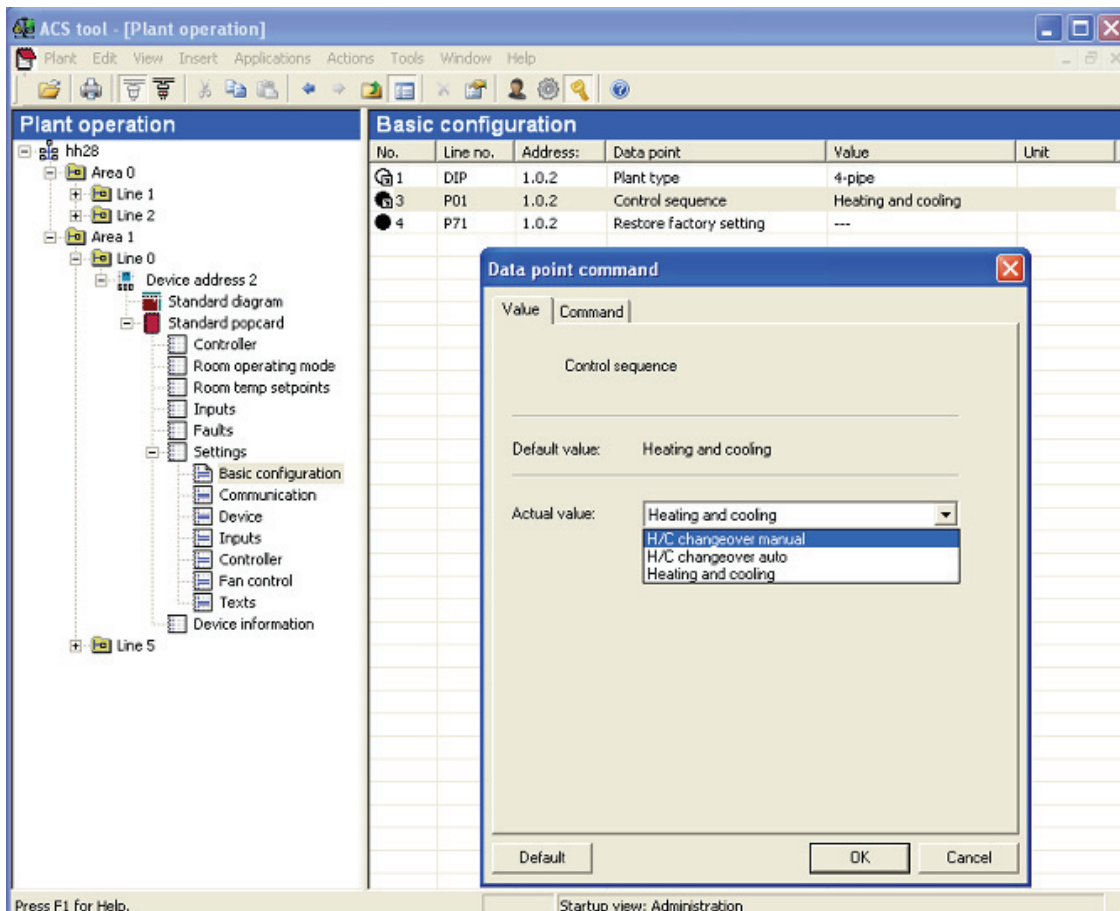 ACS tool - [Plant operation]
Plant Edit View Insert Applications Actions Tools Window Help
Plant operation
hh28
Area 0
Line 1
Line 2
Area 1
Line 0
Device address 2
Standard diagram
Standard popcard
Controller
Room operating mode
Room temp setpoints
Inputs
Faults
Settings
Basic configuration
Communication
Device
Inputs
Controller
Fan control
Texts
Device information
Line 5
Basic configuration
No. Line no. Address: Data point Value Unit
1 DIP 1.0.2 Plant type 4-pipe
3 P01 1.0.2 Control sequence Heating and cooling
4 P71 1.0.2 Restore factory setting ---
Data point command
Value Command
Control sequence
Default value: Heating and cooling
Actual value: Heating and cooling
H/C changeover manual
H/C changeover auto
Heating and cooling
Default OK Cancel
Press F1 for Help. Startup view: Administration